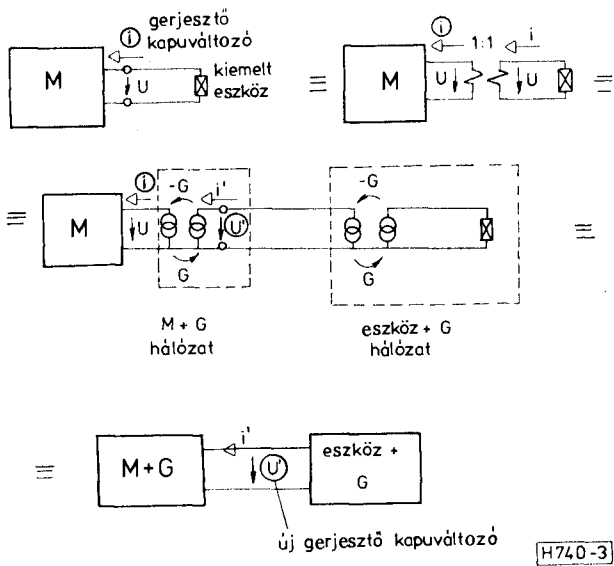 gerjesztő
i kapuváltozó
M
U
kiemelt
eszköz
≡
i 1:1 i
M
U U
≡
≡
i
-G i'
M
U
U'
G
-G
G
≡
M + G
hálózat
eszköz + G
hálózat
≡
M+G
i'
U'
eszköz +
G
új gerjesztő kapuváltozó
H740-3